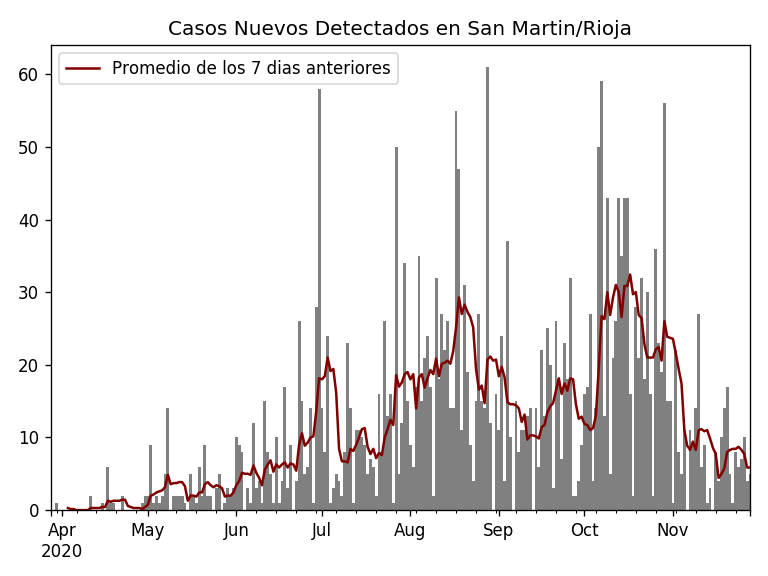 Casos Nuevos Detectados en San Martin/Rioja
Promedio de los 7 dias anteriores
60
50
40
30
20
10
0
Apr May Jun Jul Aug Sep Oct Nov
2020